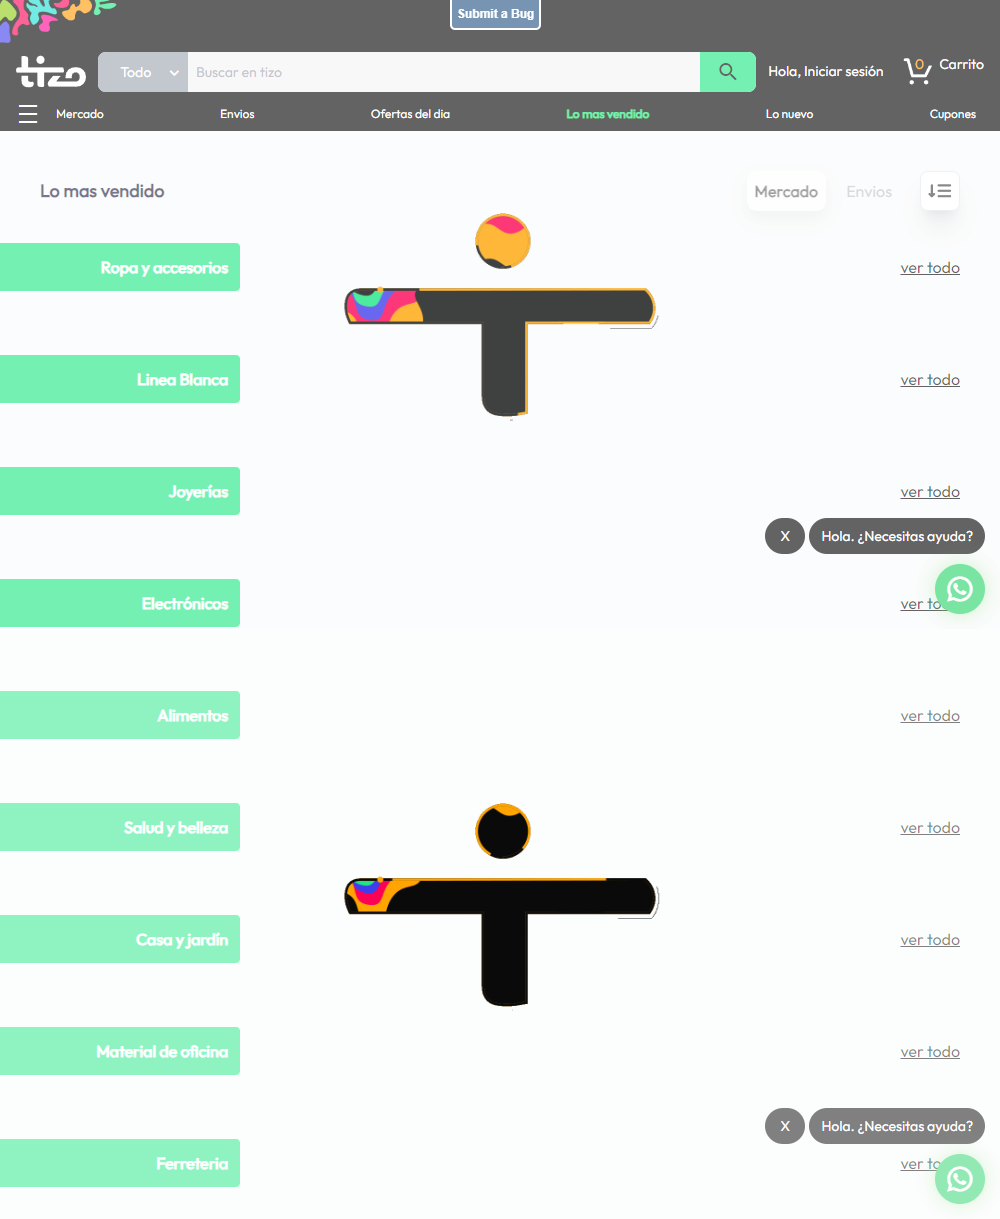 Submit a Bug
tizo
Todo
Buscar en tizo
Hola, Iniciar sesión
0
Carrito
Mercado
Envios
Ofertas del dia
Lo mas vendido
Lo nuevo
Cupones
Lo mas vendido
Mercado
Envios
Ropa y accesorios
ver todo
Linea Blanca
ver todo
Joyerías
ver todo
X
Hola. ¿Necesitas ayuda?
Electrónicos
ver to
Alimentos
ver todo
Salud y belleza
ver todo
Casa y jardín
ver todo
Material de oficina
ver todo
X
Hola. ¿Necesitas ayuda?
Ferreteria
ver to